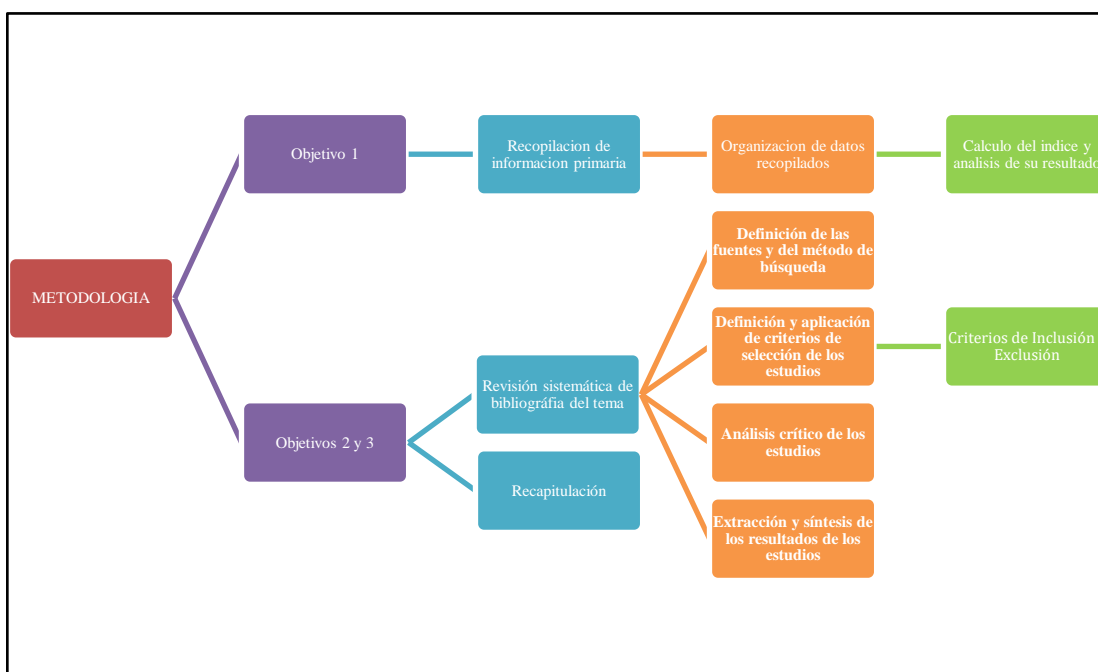 METODOLOGIA
Objetivo 1
Recopilacion de
informacion primaria
Organizacion de datos
recopilados
Calculo del indice y
analisis de su resultado
Objetivos 2 y 3
Revisión sistemática de
bibliográfia del tema
Definición de las
fuentes y del método de
búsqueda
Definición y aplicación
de criterios de
selección de los
estudios
Criterios de Inclusión
Exclusión
Análisis crítico de los
estudios
Extracción y síntesis de
los resultados de los
estudios
Recapitulación